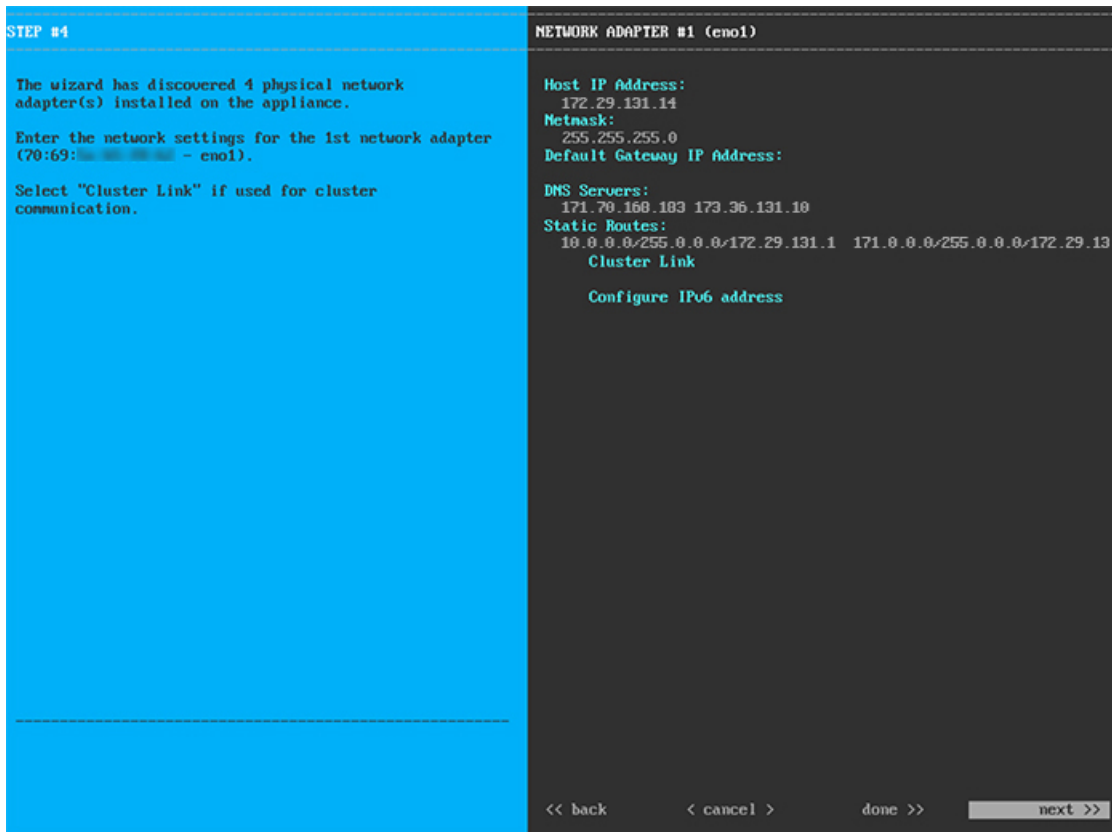 STEP #4
The wizard has discovered 4 physical network
adapter(s) installed on the appliance.
Enter the network settings for the 1st network adapter
(70:69: - eno1).
Select "Cluster Link" if used for cluster
communication.
NETWORK ADAPTER #1 (eno1)
Host IP Address:
172.29.131.14
Netmask:
255.255.255.0
Default Gateway IP Address:
DNS Servers:
171.70.168.183 173.36.131.10
Static Routes:
10.0.0.0/255.0.0.0/172.29.131.1 171.0.0.0/255.0.0.0/172.29.13
Cluster Link
Configure IPv6 address
<< back < cancel > done >> next >>